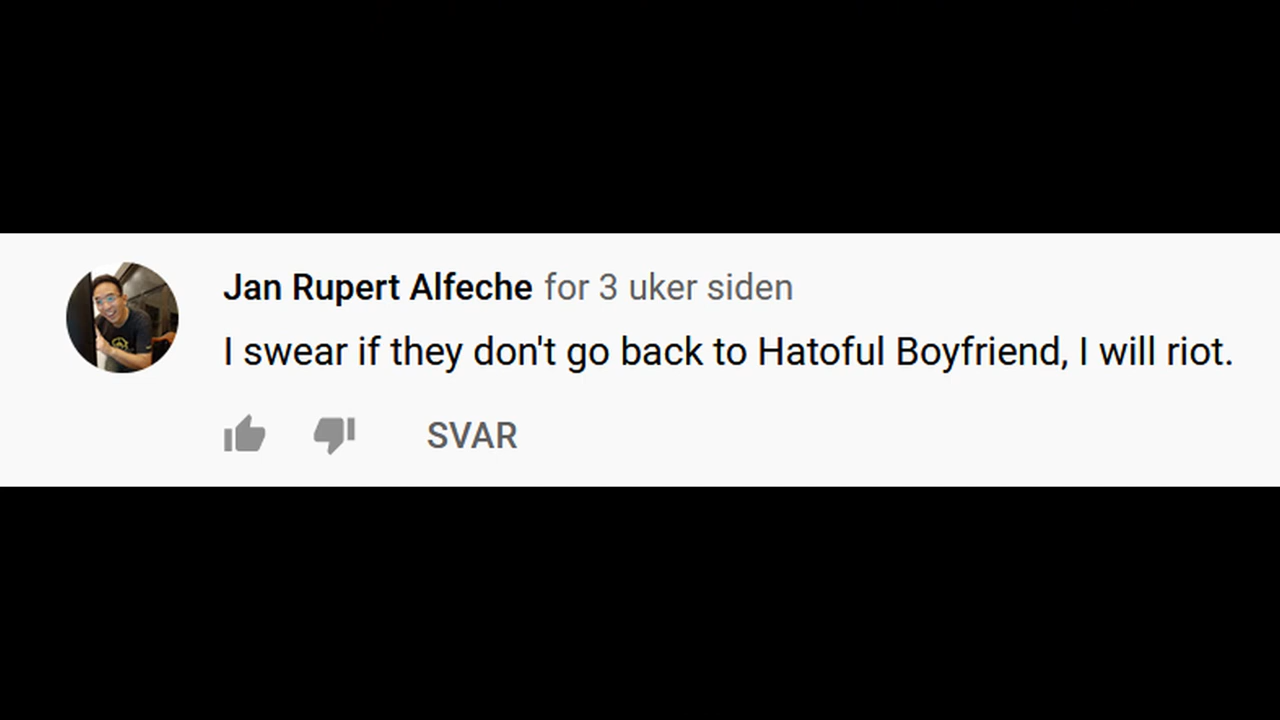 Jan Rupert Alfeche for 3 uker siden
I swear if they don't go back to Hatoful Boyfriend, I will riot.
SVAR